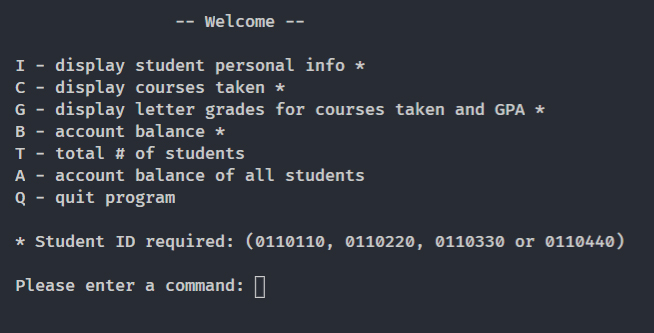 -- Welcome --
I - display student personal info *
C - display courses taken *
G - display letter grades for courses taken and GPA *
B - account balance *
T - total # of students
A - account balance of all students
Q - quit program
* Student ID required: (0110110, 0110220, 0110330 or 0110440)
Please enter a command: